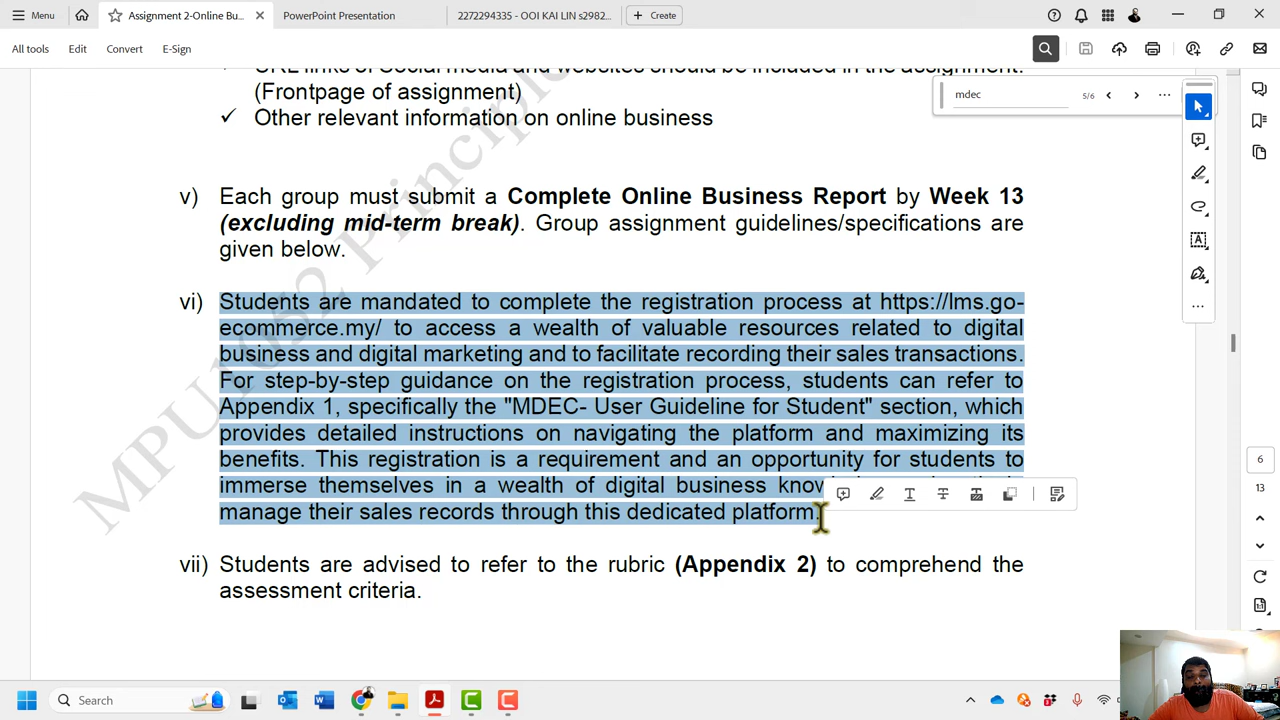 Menu
Assignment 2-Online Bu...
PowerPoint Presentation
2272294335 - OOI KAI LIN s2982...
Create
All tools
Edit
Convert
E-Sign
mdec
5/6
URL links of Social media and websites should be included in the assignment.
(Frontpage of assignment)
✓ Other relevant information on online business
v) Each group must submit a Complete Online Business Report by Week 13
(excluding mid-term break). Group assignment guidelines/specifications are
given below.
vi) Students are mandated to complete the registration process at https://lms.go-
ecommerce.my/ to access a wealth of valuable resources related to digital
business and digital marketing and to facilitate recording their sales transactions.
For step-by-step guidance on the registration process, students can refer to
Appendix 1, specifically the "MDEC- User Guideline for Student" section, which
provides detailed instructions on navigating the platform and maximizing its
benefits. This registration is a requirement and an opportunity for students to
immerse themselves in a wealth of digital business
manage their sales records through this dedicated platform.
vii) Students are advised to refer to the rubric (Appendix 2) to comprehend the
assessment criteria.
MPU1052 Principle
6
13
Search